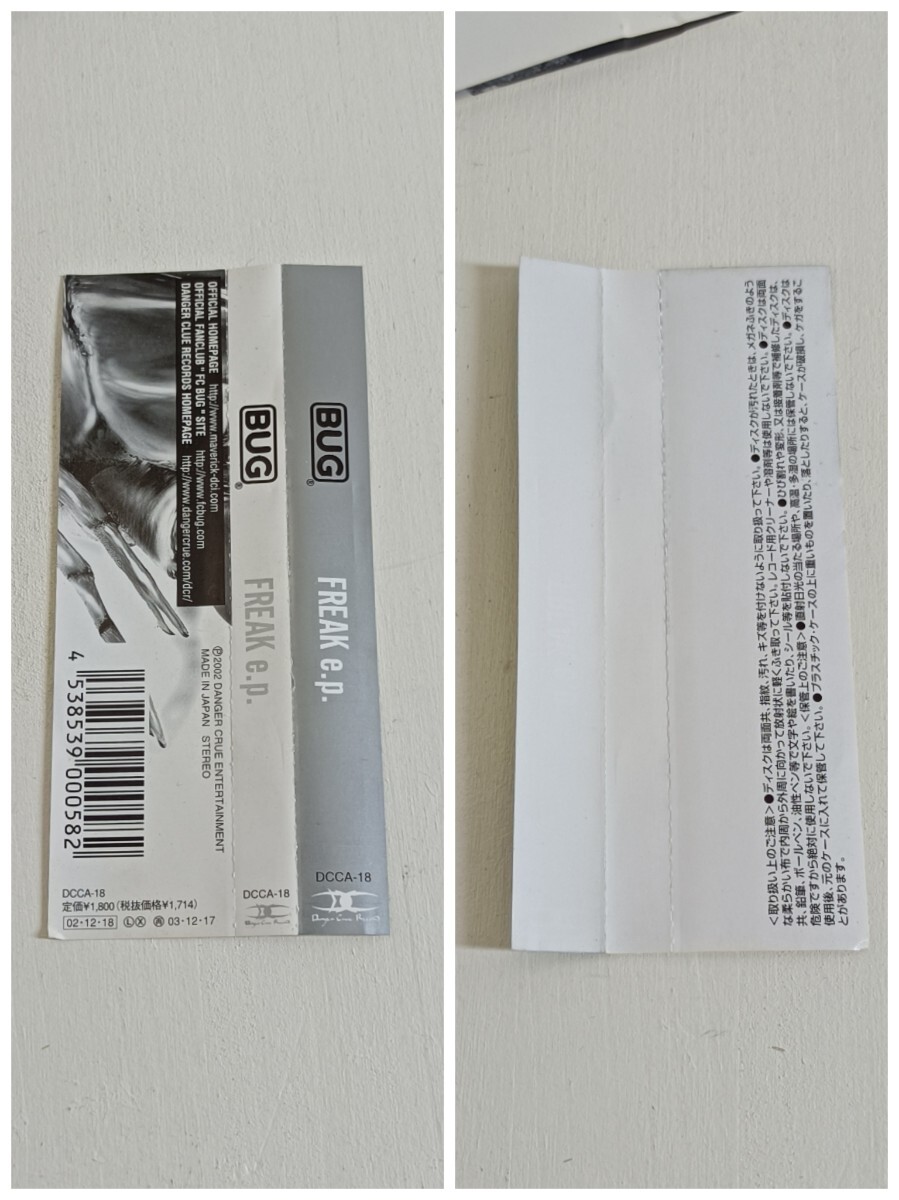 OFFICIAL HOMEPAGE http://www.maverick-dci.com
OFFICIAL FANCLUB "FC BUG" SITE http://www.fcbug.com
DANGER CLUE RECORDS HOMEPAGE http://www.dangercrue.com/dcr/
4 538539 000582
℗2002 DANGER CRUE ENTERTAINMENT
MADE IN JAPAN STEREO
DCCA-18
定価¥1,800(税抜価格¥1,714)
02・12・18 Ⓛ Ⓧ ㊞ 03・12・17
BUG®
FREAK e.p.
DCCA-18
Danger Crue Records
BUG®
FREAK e.p.
DCCA-18
Danger Crue Records
<取り扱い上のご注意>●ディスクは両面共、指紋、汚れ、キズ等を付けないように取り扱って下さい。●ディスクが汚れたときは、メガネふきのよう
な柔らかい布で内周から外周に向かって放射状に軽くふき取って下さい。レコード用クリーナーや溶剤等は使用しないで下さい。●ディスクは両面
共、鉛筆、ボールペン、油性ペン等で文字や絵を書いたり、シール等を貼付しないで下さい。●ひび割れや変形、又は接着剤等で補修したディスクは、
危険ですから絶対に使用しないで下さい。<保管上のご注意>●直射日光の当たる場所や、高温・多湿の場所には保管しないで下さい。●ディスクは
使用後、元のケースに入れて保管して下さい。●プラスチック・ケースの上に重いものを置いたり、落としたりすると、ケースが破損し、ケガをするこ
とがあります。